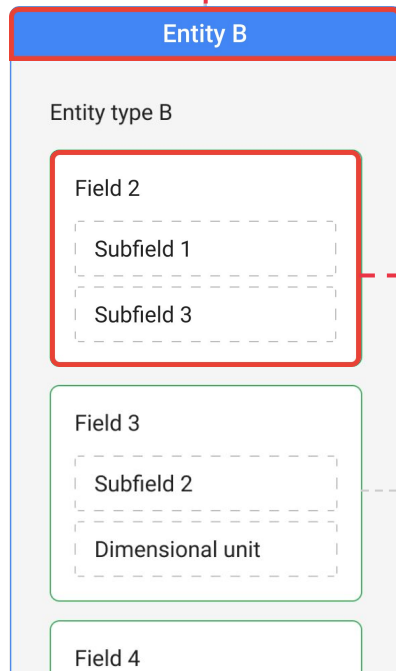 Entity B
Entity type B
Field 2
Subfield 1
Subfield 3
Field 3
Subfield 2
Dimensional unit
Field 4